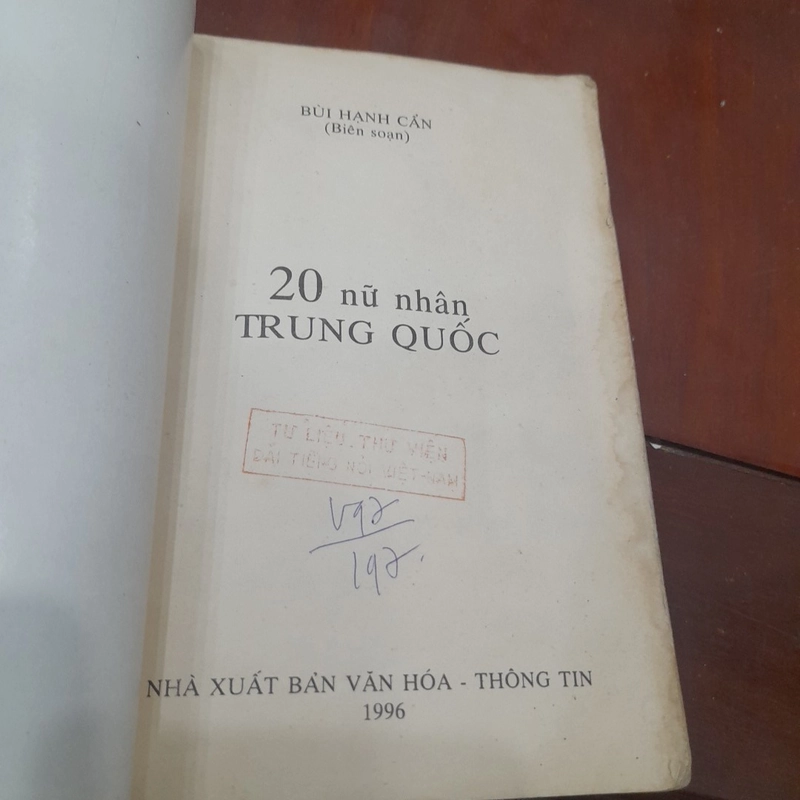 BÙI HẠNH CẨN
(Biên soạn)
20 nữ nhân
TRUNG QUỐC
TƯ LIỆU THƯ VIỆN
ĐÀI TIẾNG NÓI VIỆT-NAM
NHÀ XUẤT BẢN VĂN HÓA - THÔNG TIN
1996